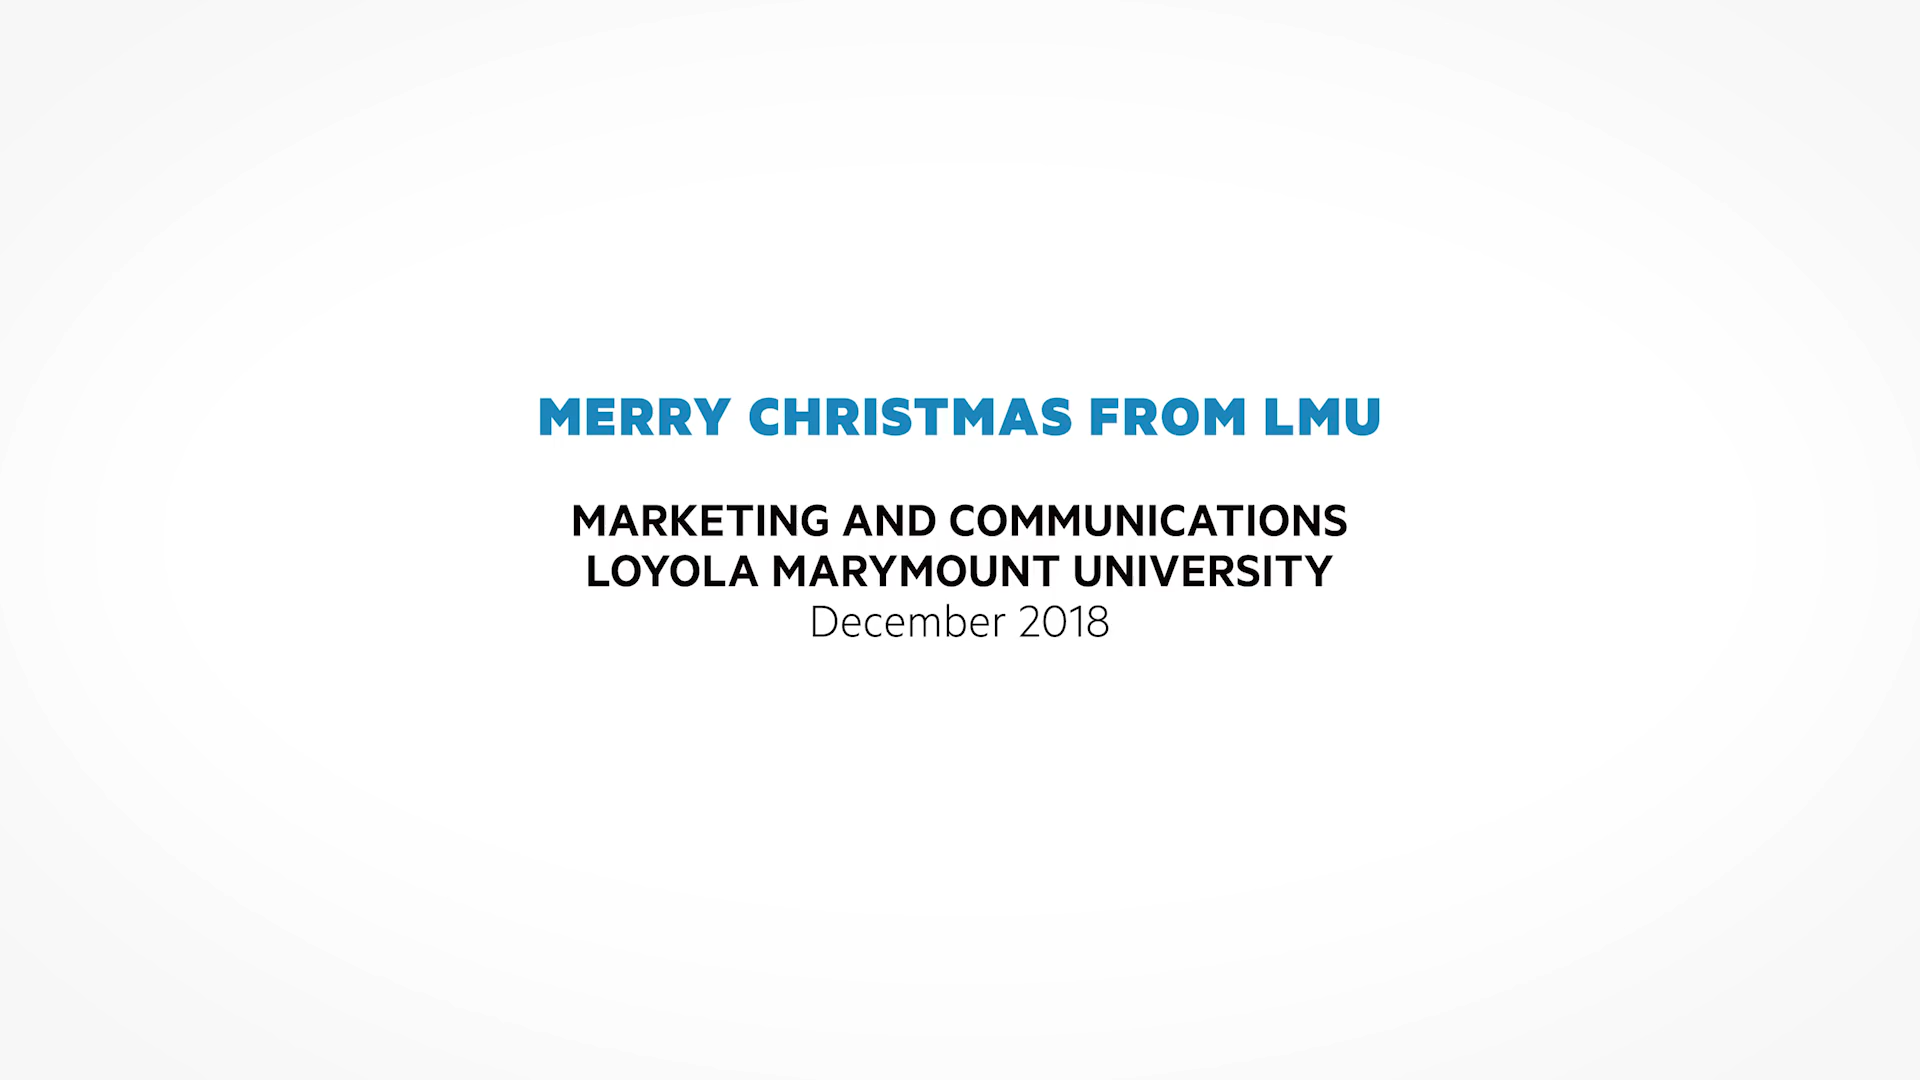 MERRY CHRISTMAS FROM LMU
MARKETING AND COMMUNICATIONS
LOYOLA MARYMOUNT UNIVERSITY
December 2018